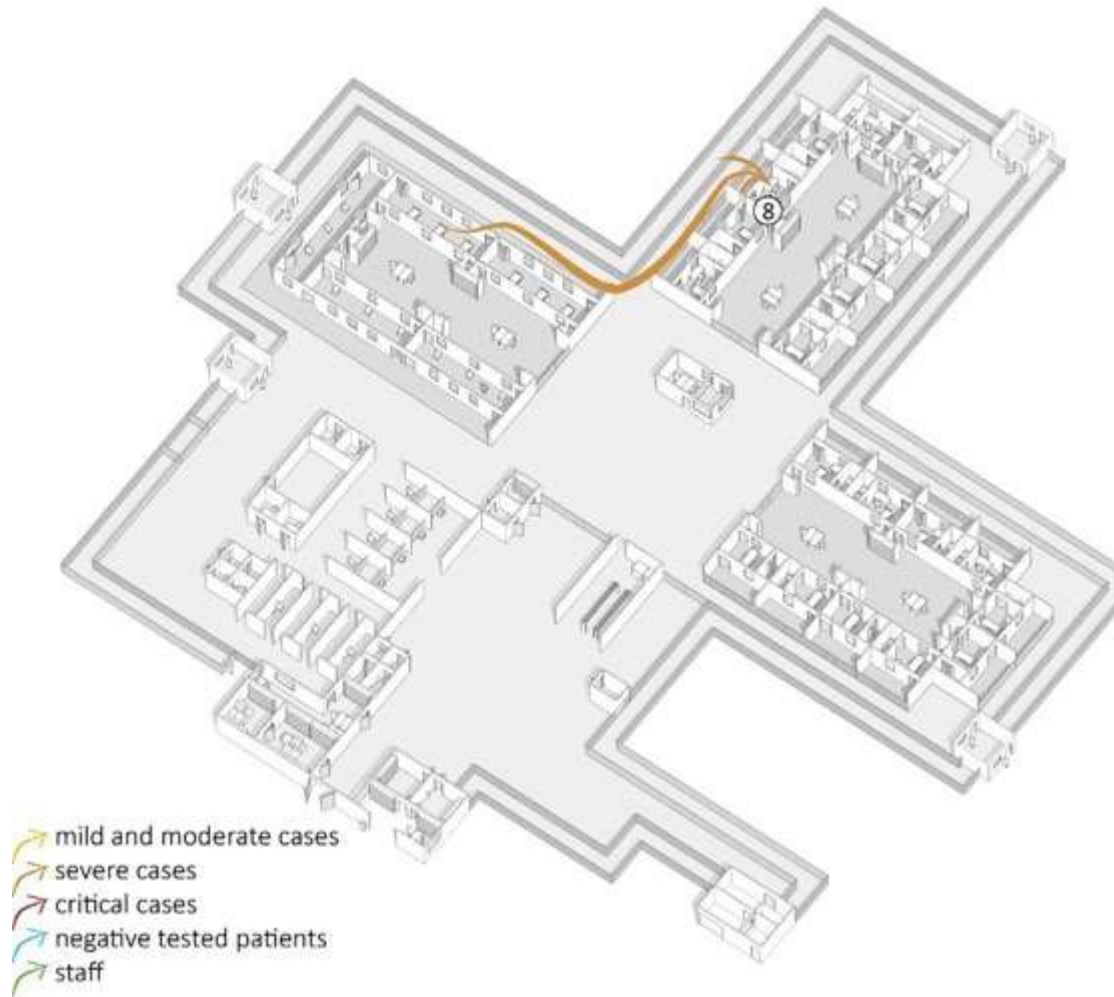 8
mild and moderate cases
severe cases
critical cases
negative tested patients
staff